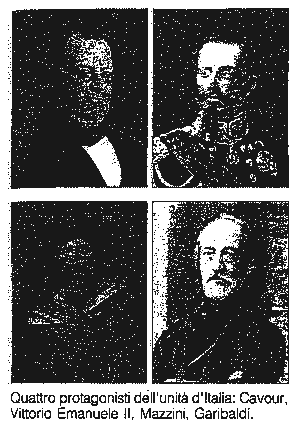 Quattro protagonisti dell'unità d'Italia: Cavour,
Vittorio Emanuele II, Mazzini, Garibaldi.